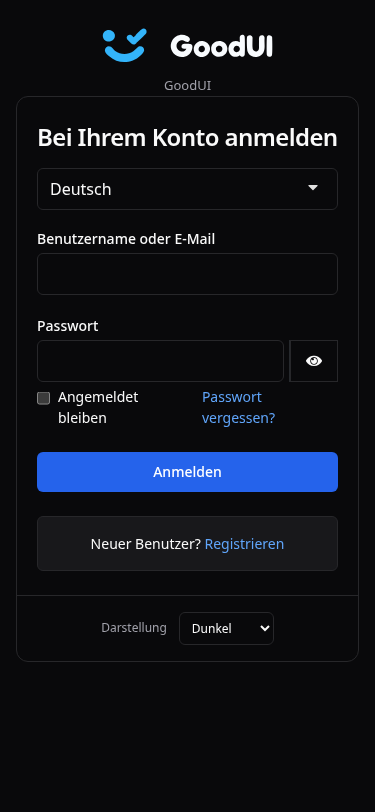 GoodUI
GoodUI
Bei Ihrem Konto anmelden
Deutsch
Benutzername oder E-Mail
Passwort
Angemeldet bleiben
Passwort vergessen?
Anmelden
Neuer Benutzer? Registrieren
Darstellung
Dunkel